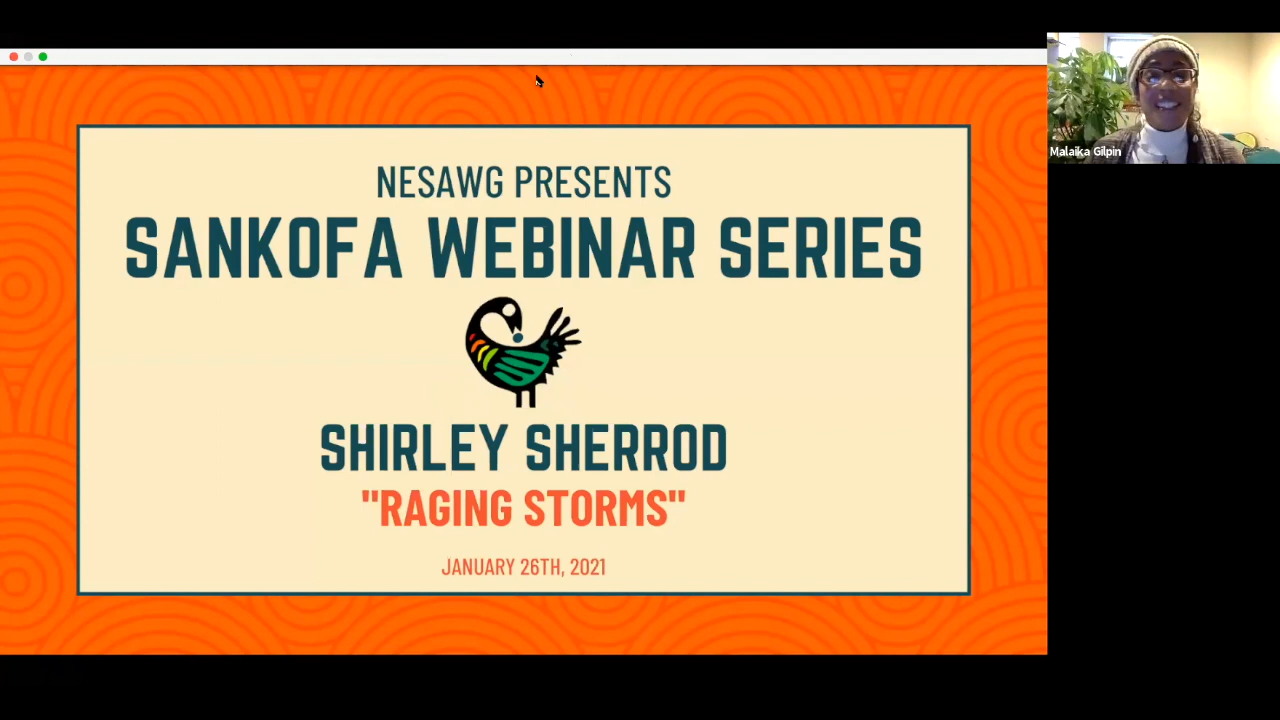 NESAWG PRESENTS
SANKOFA WEBINAR SERIES
SHIRLEY SHERROD
"RAGING STORMS"
JANUARY 26TH, 2021
Malaika Gilpin